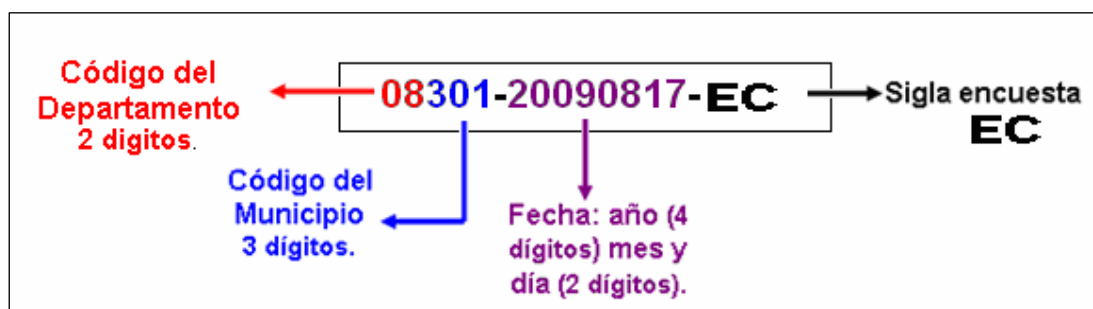 Código del
Departamento
2 digitos.
08301-20090817-EC
Sigla encuesta
EC
Código del
Municipio
3 dígitos.
Fecha: año (4
dígitos) mes y
día (2 dígitos).